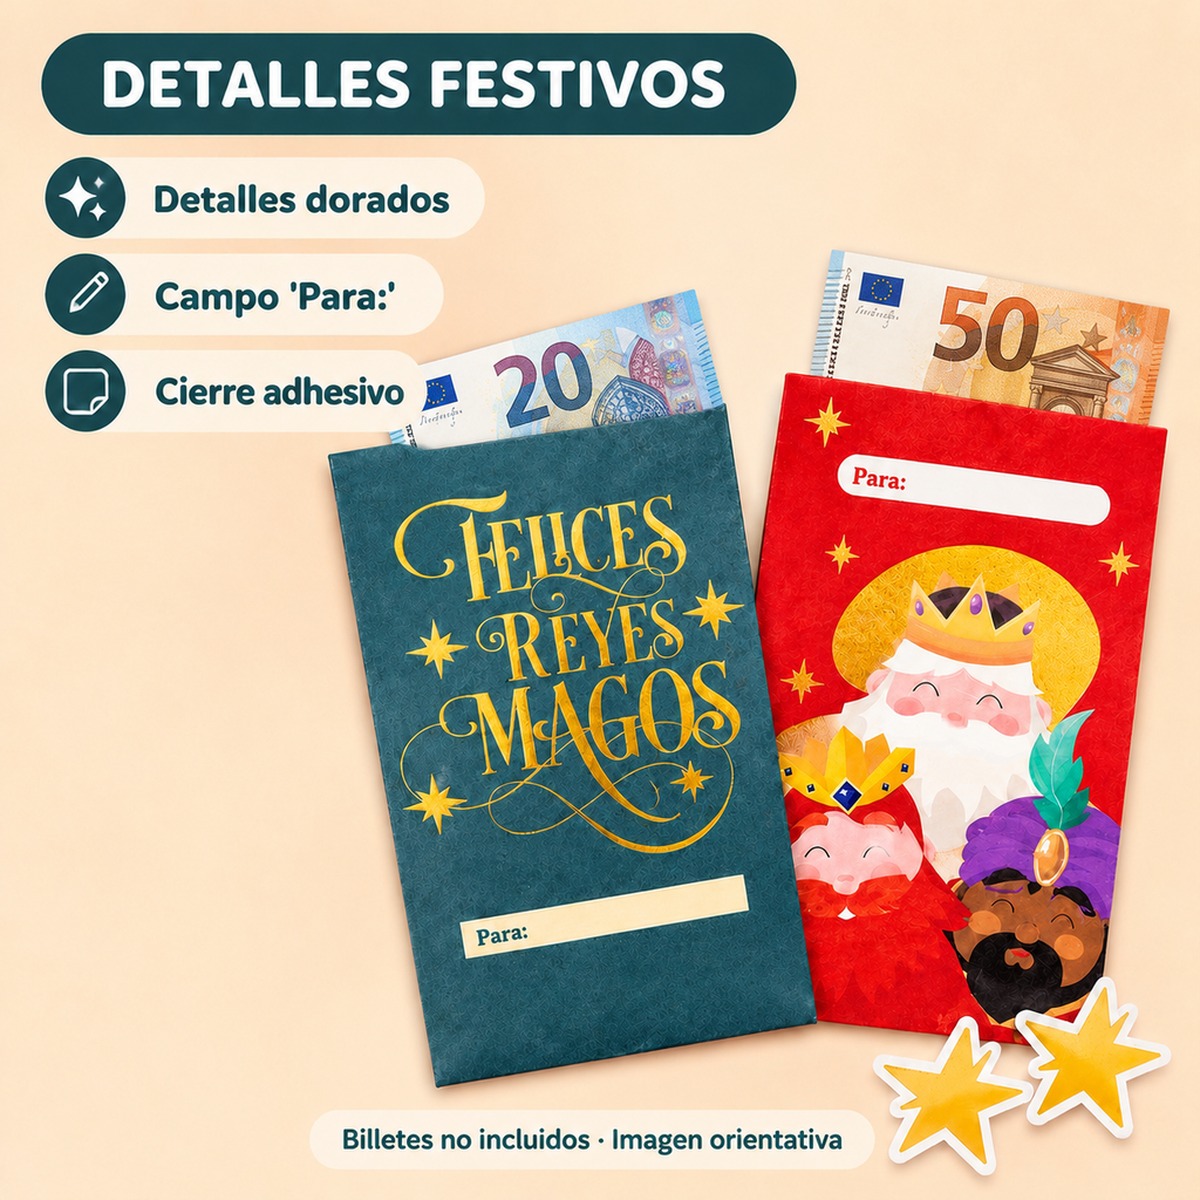 DETALLES FESTIVOS
Detalles dorados
Campo 'Para:'
Cierre adhesivo
20
50
Para:
FELICES
REYES
MAGOS
Para:
Billetes no incluidos · Imagen orientativa